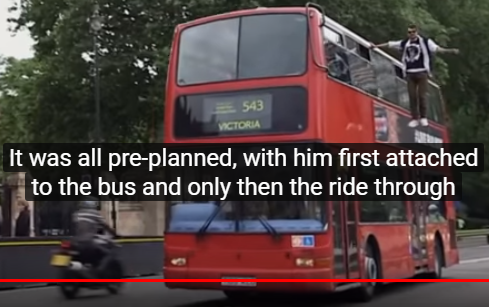 543
VICTORIA
It was all pre-planned, with him first attached
to the bus and only then the ride through